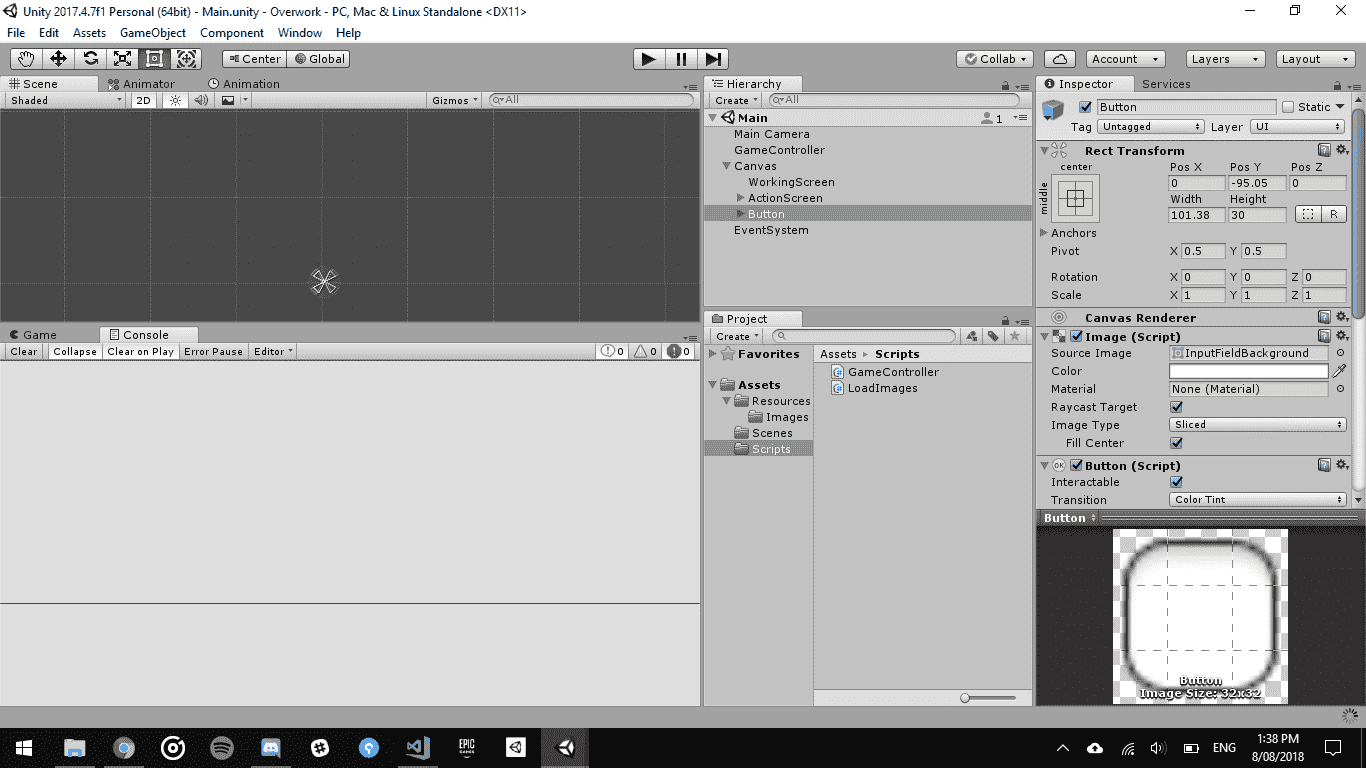 Unity 2017.4.7f1 Personal (64bit) - Main.unity - Overwork - PC, Mac & Linux Standalone <DX11>
File Edit Assets GameObject Component Window Help
Center Global Collab Account Layers Layout
Scene Animator Animation
Shaded 2D Gizmos All
Game Console
Clear Collapse Clear on Play Error Pause Editor 0 0 0
Hierarchy
Create All
Main 1
Main Camera
GameController
Canvas
WorkingScreen
ActionScreen
Button
EventSystem
Project
Create
Favorites
Assets
Resources
Images
Scenes
Scripts
Assets Scripts
GameController
LoadImages
Inspector Services
Button Static
Tag Untagged Layer UI
Rect Transform
center Pos X Pos Y Pos Z
middle
0 -95.05 0
Width Height
101.38 30 R
Anchors
Pivot X 0.5 Y 0.5
Rotation X 0 Y 0 Z 0
Scale X 1 Y 1 Z 1
Canvas Renderer
Image (Script)
Source Image InputFieldBackground
Color
Material None (Material)
Raycast Target
Image Type Sliced
Fill Center
OK Button (Script)
Interactable
Transition Color Tint
Button
Button
Image Size: 32x32
EPIC GAMES
ENG
1:38 PM
8/08/2018